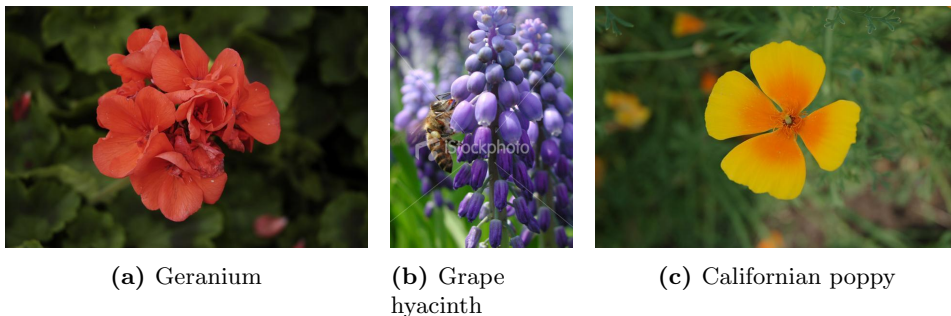 iStockphoto
(a) Geranium
(b) Grape
hyacinth
(c) Californian poppy